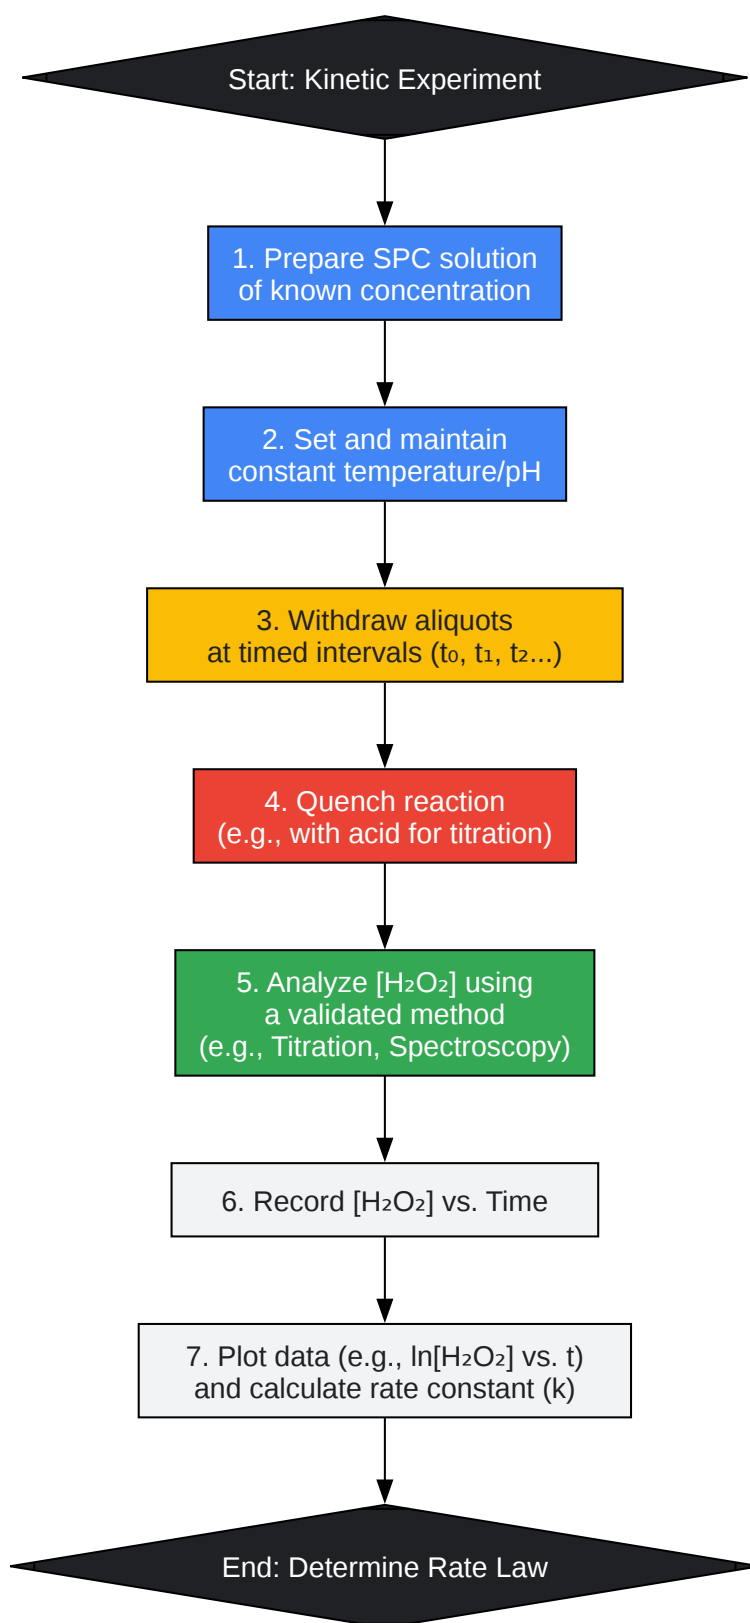 Start: Kinetic Experiment
1. Prepare SPC solution
of known concentration
2. Set and maintain
constant temperature/pH
3. Withdraw aliquots
at timed intervals (t₀, t₁, t₂...)
4. Quench reaction
(e.g., with acid for titration)
5. Analyze [H₂O₂] using
a validated method
(e.g., Titration, Spectroscopy)
6. Record [H₂O₂] vs. Time
7. Plot data (e.g., ln[H₂O₂] vs. t)
and calculate rate constant (k)
End: Determine Rate Law